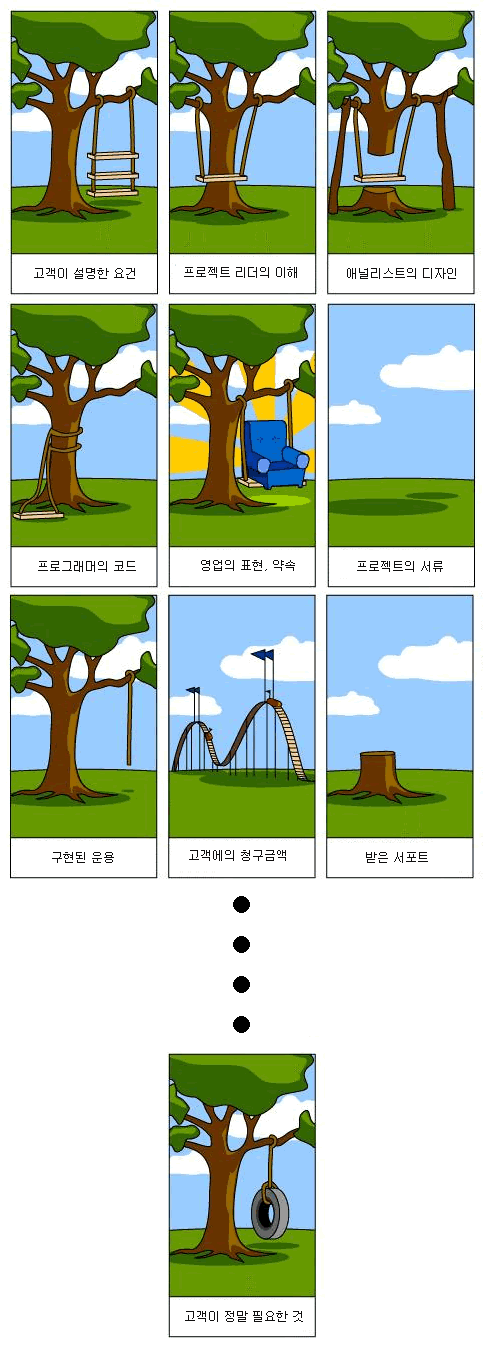 고객이 설명한 요건
프로젝트 리더의 이해
애널리스트의 디자인
프로그래머의 코드
영업의 표현, 약속
프로젝트의 서류
구현된 운용
고객에의 청구금액
받은 서포트
고객이 정말 필요한 것